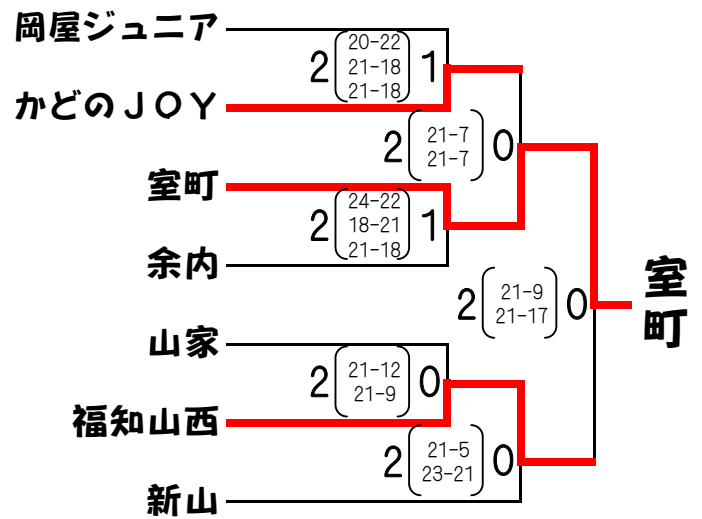 岡屋ジュニア
2 20-22 1
21-18
21-18
かどのＪＯＹ
2 21-7 0
21-7
室町
2 24-22 1
18-21
21-18
余内
2 21-9 0
21-17
室町
山家
2 21-12 0
21-9
福知山西
2 21-5 0
23-21
新山